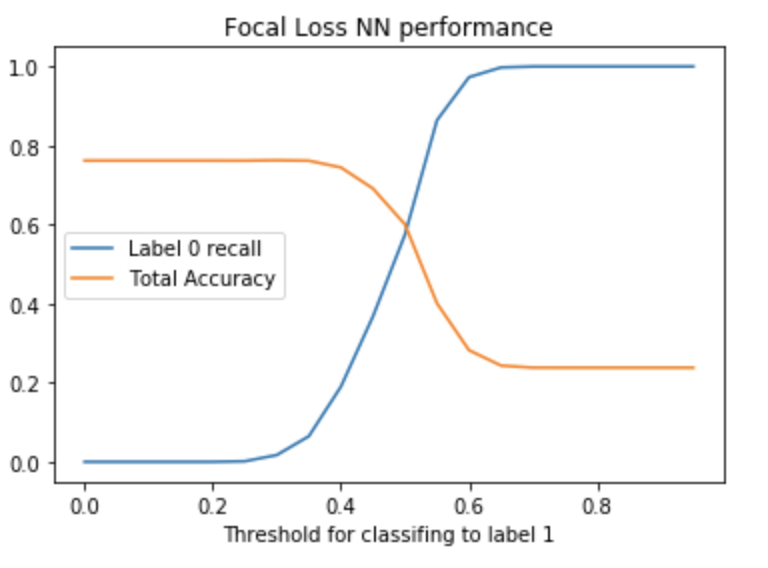 Focal Loss NN performance
1.0
0.8
0.6
0.4
0.2
0.0
Label 0 recall
Total Accuracy
0.0 0.2 0.4 0.6 0.8
Threshold for classifing to label 1